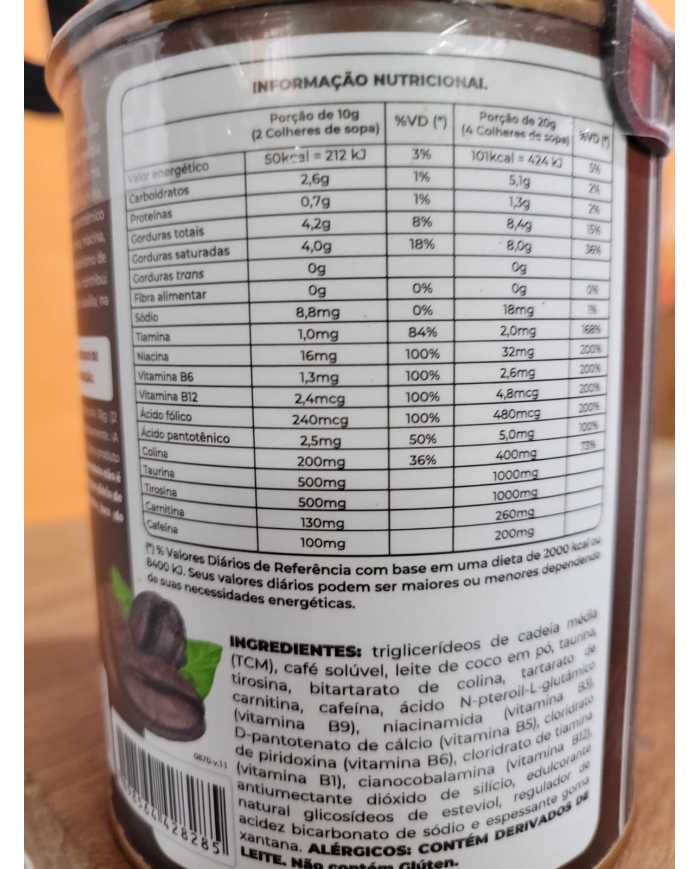 INFORMAÇÃO NUTRICIONAL
Porção de 10g (2 Colheres de sopa) %VD (*) Porção de 20g (4 Colheres de sopa) %VD (*)
Valor energético 50kcal = 212 kJ 3% 101kcal = 424 kJ 5%
Carboidratos 2,6g 1% 5,1g 2%
Proteínas 0,7g 1% 1,3g 2%
Gorduras totais 4,2g 8% 8,4g 15%
Gorduras saturadas 4,0g 18% 8,0g 36%
Gorduras trans 0g 0g
Fibra alimentar 0g 0% 0g 0%
Sódio 8,8mg 0% 18mg 1%
Tiamina 1,0mg 84% 2,0mg 168%
Niacina 16mg 100% 32mg 200%
Vitamina B6 1,3mg 100% 2,6mg 200%
Vitamina B12 2,4mcg 100% 4,8mcg 200%
Ácido fólico 240mcg 100% 480mcg 200%
Ácido pantotênico 2,5mg 50% 5,0mg 100%
Colina 200mg 36% 400mg 73%
Taurina 500mg 1000mg
Tirosina 500mg 1000mg
Carnitina 130mg 260mg
Cafeína 100mg 200mg
(*) % Valores Diários de Referência com base em uma dieta de 2000 kcal ou
8400 kJ. Seus valores diários podem ser maiores ou menores dependendo
de suas necessidades energéticas.
INGREDIENTES: triglicerídeos de cadeia média
(TCM), café solúvel, leite de coco em pó, taurina,
tirosina, bitartarato de colina, tartarato de
carnitina, cafeína, ácido N-pteroil-L-glutâmico
(vitamina B9), niacinamida (vitamina B3),
D-pantotenato de cálcio (vitamina B5), cloridrato
de piridoxina (vitamina B6), cloridrato de tiamina
(vitamina B1), cianocobalamina (vitamina B12),
antiumectante dióxido de silício, edulcorante
natural glicosídeos de esteviol, regulador de
acidez bicarbonato de sódio e espessante goma
xantana. ALÉRGICOS: CONTÉM DERIVADOS DE
LEITE. Não contém Glúten.
0870-v.1.1